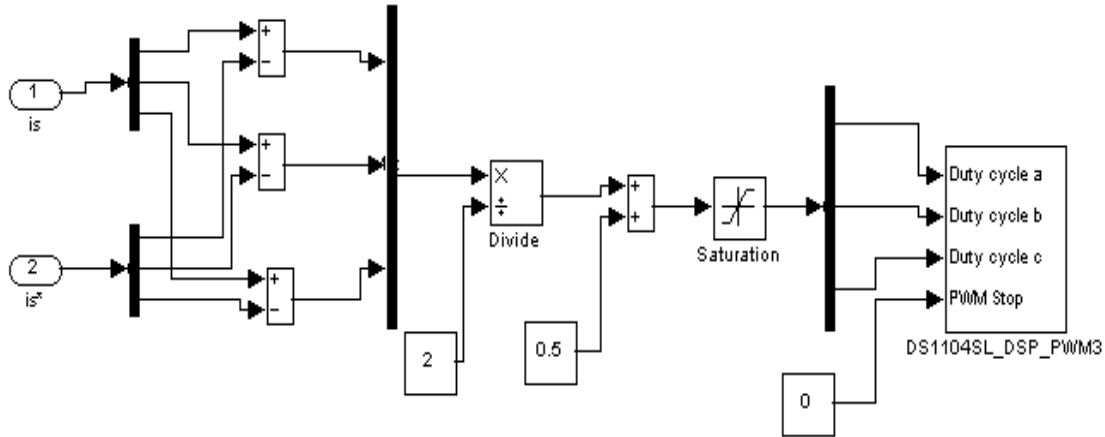 1
is
2
is*
+
−
+
−
+
−
×
÷
Divide
2
+
+
0.5
Saturation
Duty cycle a
Duty cycle b
Duty cycle c
PWM Stop
DS1104SL_DSP_PWM3
0